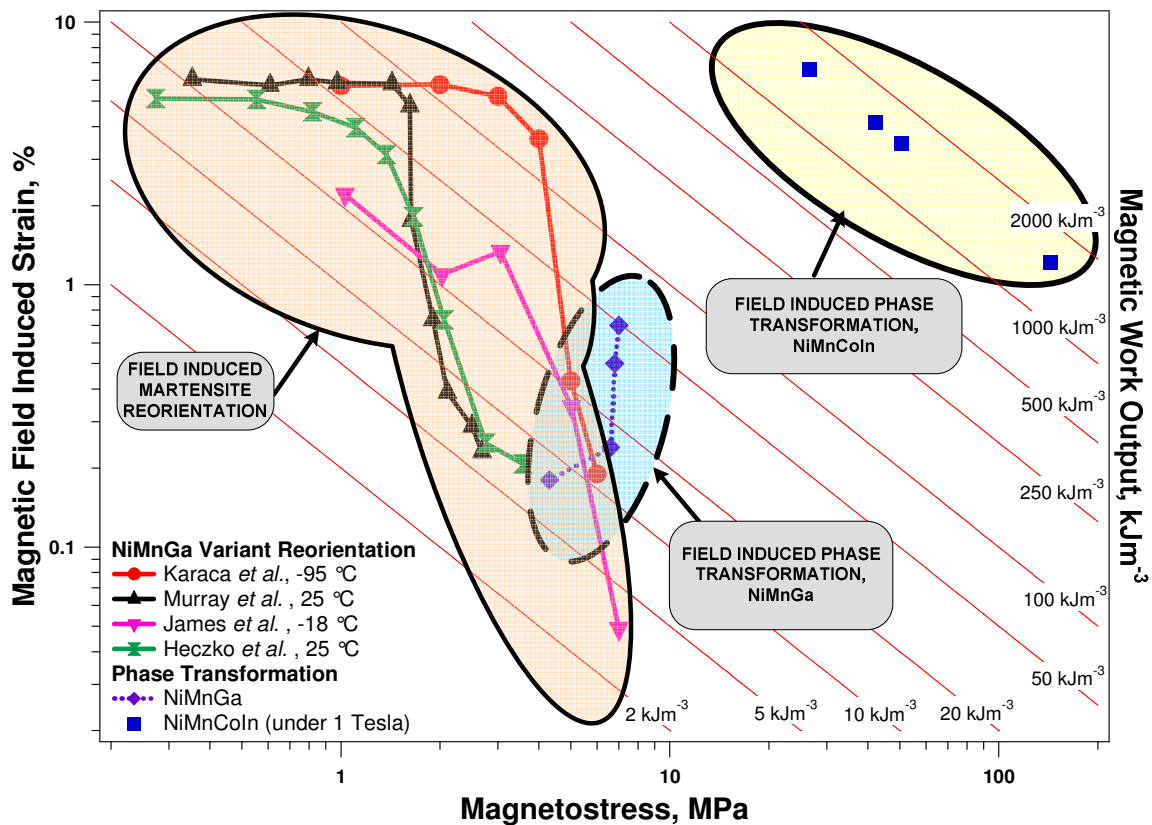 10
1
0.1
1
10
100
Magnetic Field Induced Strain, %
Magnetostress, MPa
Magnetic Work Output, kJm-3
FIELD INDUCED
MARTENSITE
REORIENTATION
FIELD INDUCED PHASE
TRANSFORMATION,
NiMnCoIn
FIELD INDUCED PHASE
TRANSFORMATION,
NiMnGa
2000 kJm-3
1000 kJm-3
500 kJm-3
250 kJm-3
100 kJm-3
50 kJm-3
2 kJm-3
5 kJm-3
10 kJm-3
20 kJm-3
NiMnGa Variant Reorientation
Karaca et al., -95 °C
Murray et al. , 25 °C
James et al. , -18 °C
Heczko et al. , 25 °C
Phase Transformation
NiMnGa
NiMnCoIn (under 1 Tesla)